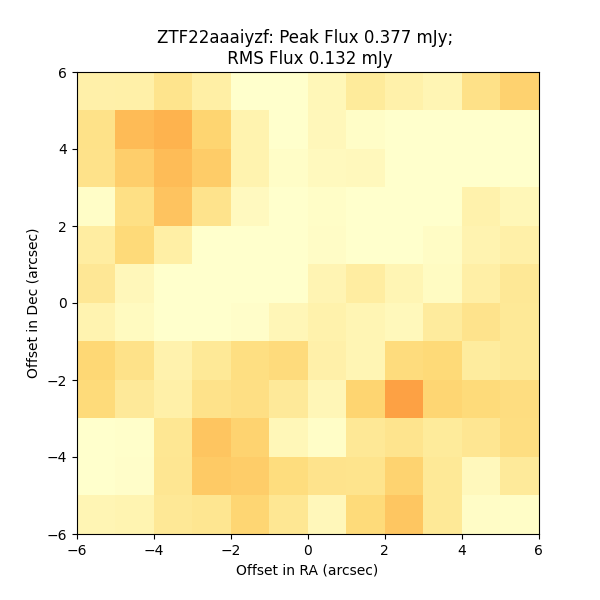 ZTF22aaaiyzf: Peak Flux 0.377 mJy;
RMS Flux 0.132 mJy
6
4
2
0
−2
−4
−6
Offset in Dec (arcsec)
−6 −4 −2 0 2 4 6
Offset in RA (arcsec)